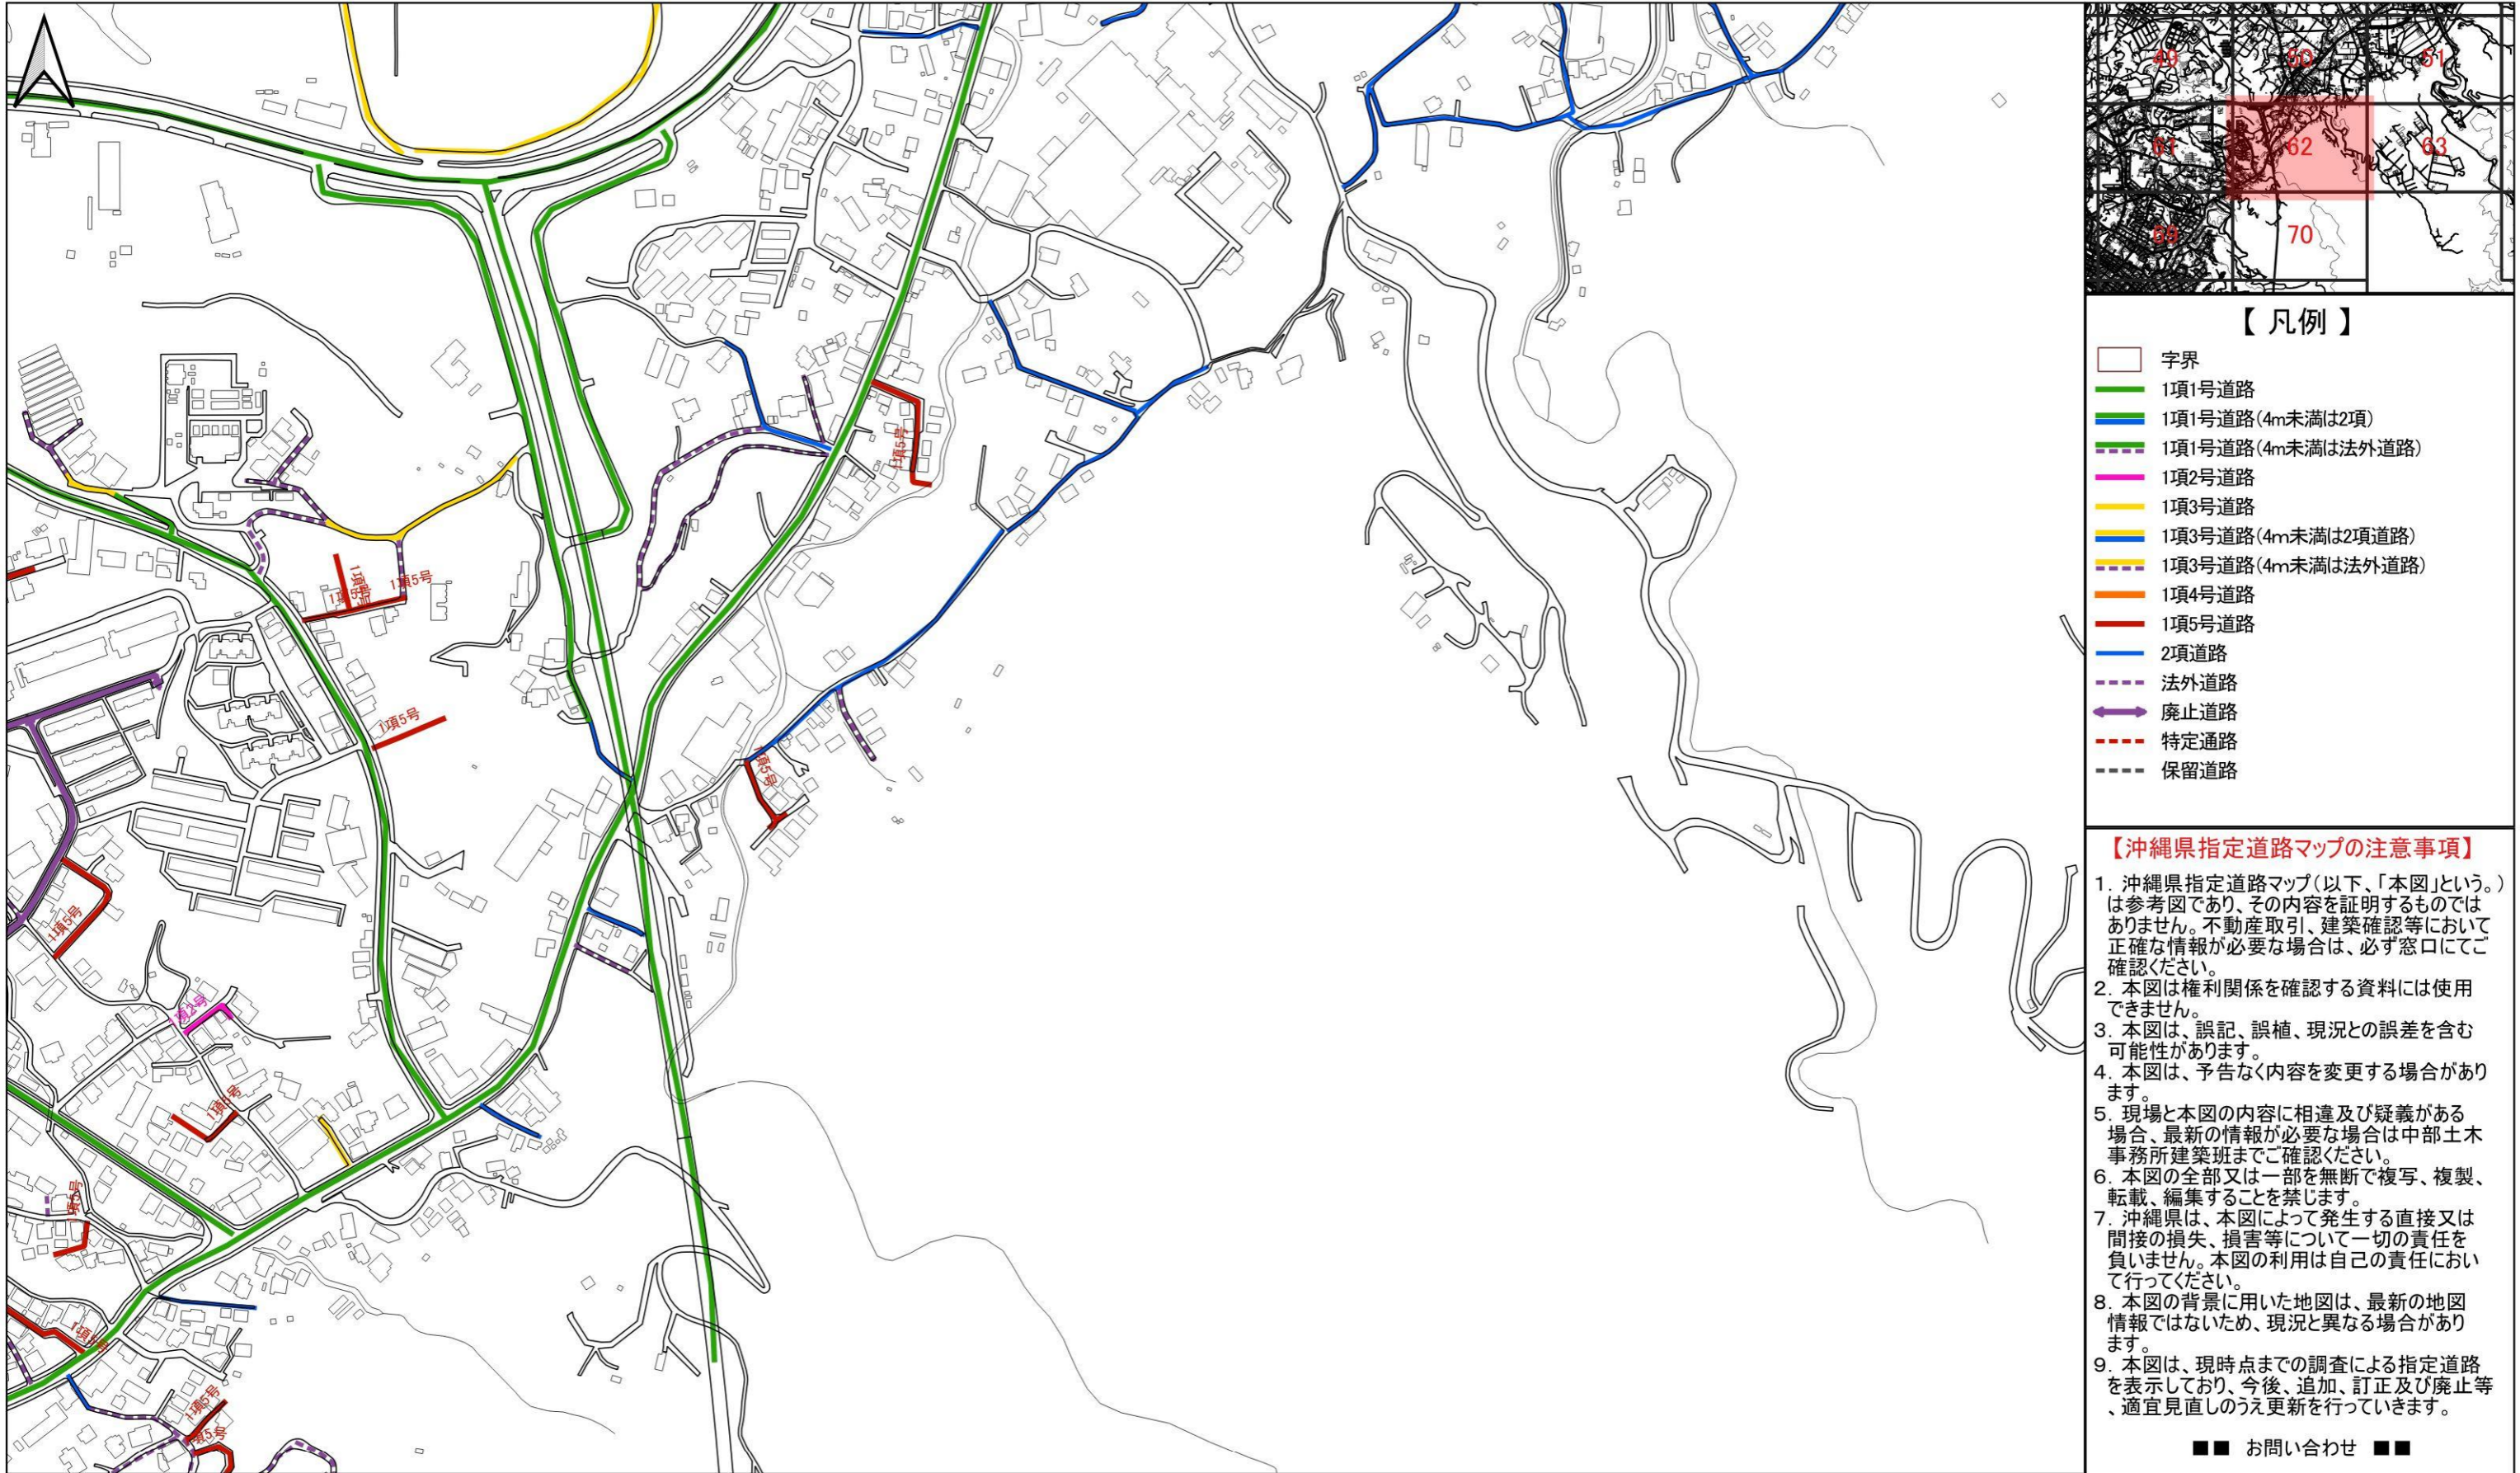 49
50
51
61
62
63
69
70
【 凡例 】
字界
1項1号道路
1項1号道路(4m未満は2項)
1項1号道路(4m未満は法外道路)
1項2号道路
1項3号道路
1項3号道路(4m未満は2項道路)
1項3号道路(4m未満は法外道路)
1項4号道路
1項5号道路
2項道路
法外道路
廃止道路
特定通路
保留道路
【沖縄県指定道路マップの注意事項】
1. 沖縄県指定道路マップ(以下、「本図」という。)
は参考図であり、その内容を証明するものでは
ありません。不動産取引、建築確認等において
正確な情報が必要な場合は、必ず窓口にてご
確認ください。
2. 本図は権利関係を確認する資料には使用
できません。
3. 本図は、誤記、誤植、現況との誤差を含む
可能性があります。
4. 本図は、予告なく内容を変更する場合があり
ます。
5. 現場と本図の内容に相違及び疑義がある
場合、最新の情報が必要な場合は中部土木
事務所建築班までご確認ください。
6. 本図の全部又は一部を無断で複写、複製、
転載、編集することを禁じます。
7. 沖縄県は、本図によって発生する直接又は
間接の損失、損害等について一切の責任を
負いません。本図の利用は自己の責任におい
て行ってください。
8. 本図の背景に用いた地図は、最新の地図
情報ではないため、現況と異なる場合があり
ます。
9. 本図は、現時点までの調査による指定道路
を表示しており、今後、追加、訂正及び廃止等
、適宜見直しのうえ更新を行っていきます。
■■ お問い合わせ ■■
1項5号
1項5号
1項5号
1項5号
1項5号
1項5号
1項2号
1項5号
1項5号
1項5号